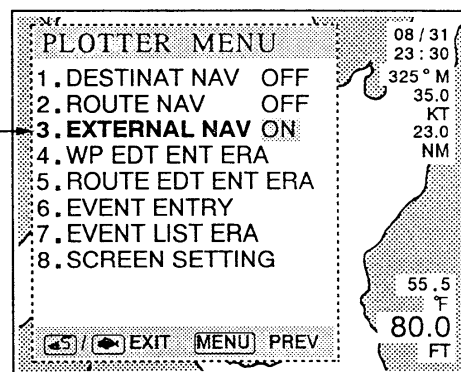 PLOTTER MENU
1.DESTINAT NAV OFF
2.ROUTE NAV OFF
3.EXTERNAL NAV ON
4.WP EDT ENT ERA
5.ROUTE EDT ENT ERA
6.EVENT ENTRY
7.EVENT LIST ERA
8.SCREEN SETTING
/ EXIT MENU PREV
08/31
23:30
325°M
35.0
KT
23.0
NM
55.5
°F
80.0
FT